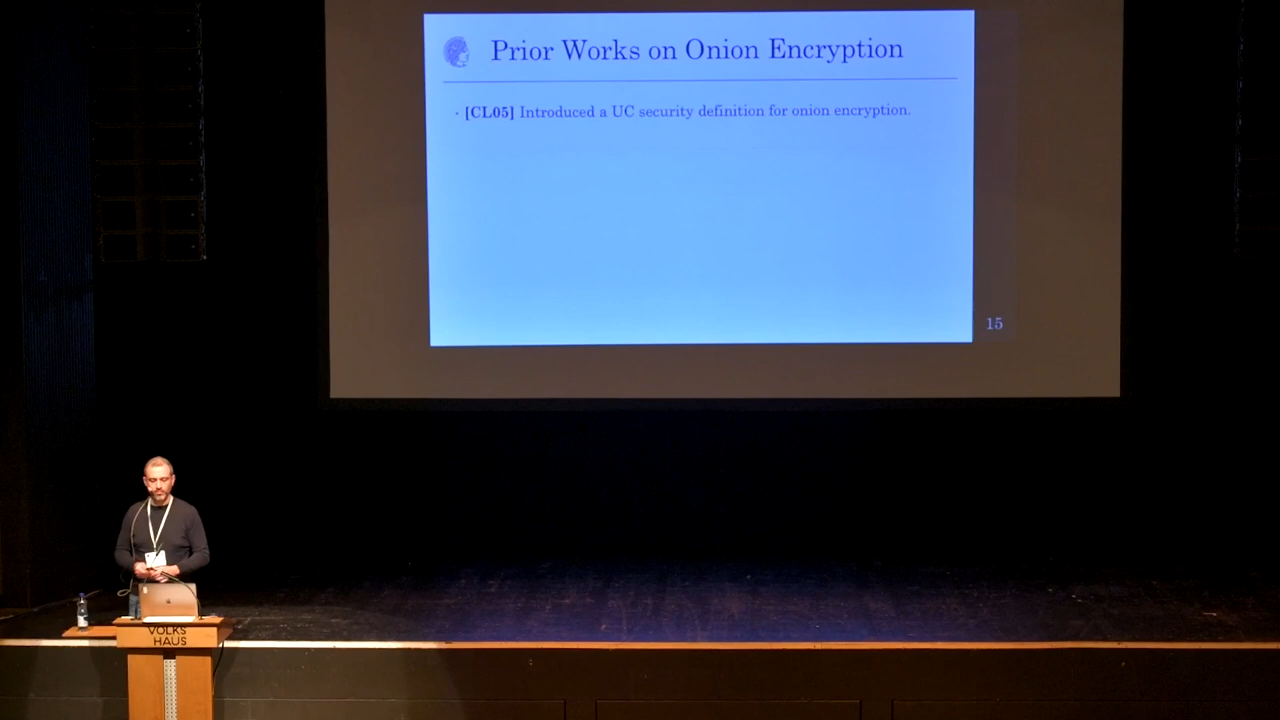 Prior Works on Onion Encryption
· [CL05] Introduced a UC security definition for onion encryption.
15
VOLKS
HAUS